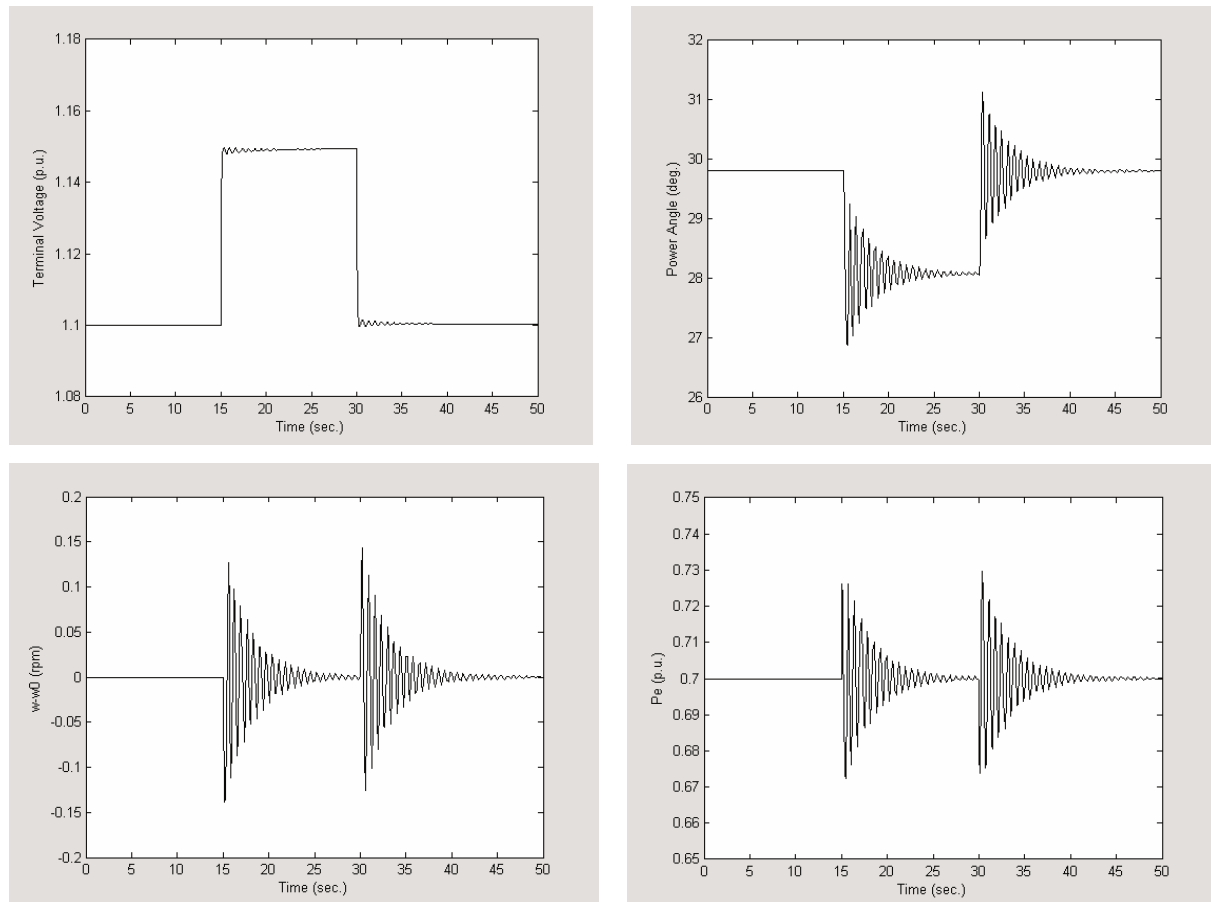 1.18
1.16
1.14
1.12
1.1
1.08
Terminal Voltage (p.u.)
0 5 10 15 20 25 30 35 40 45 50
Time (sec.)
32
31
30
29
28
27
26
Power Angle (deg.)
0 5 10 15 20 25 30 35 40 45 50
Time (sec.)
0.2
0.15
0.1
0.05
0
-0.05
-0.1
-0.15
-0.2
w-w0 (rpm)
0 5 10 15 20 25 30 35 40 45 50
Time (sec.)
0.75
0.74
0.73
0.72
0.71
0.7
0.69
0.68
0.67
0.66
0.65
Pe (p.u.)
0 5 10 15 20 25 30 35 40 45 50
Time (sec.)